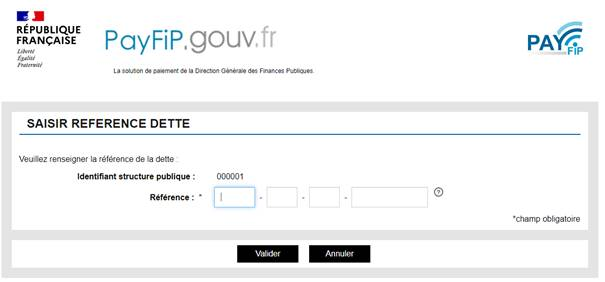 RÉPUBLIQUE
FRANÇAISE
Liberté
Égalité
Fraternité
PayFiP.gouv.fr
La solution de paiement de la Direction Générale des Finances Publiques.
PAY
FiP
SAISIR REFERENCE DETTE
Veuillez renseigner la référence de la dette :
Identifiant structure publique : 000001
Référence : * - - - ?
*champ obligatoire
Valider Annuler